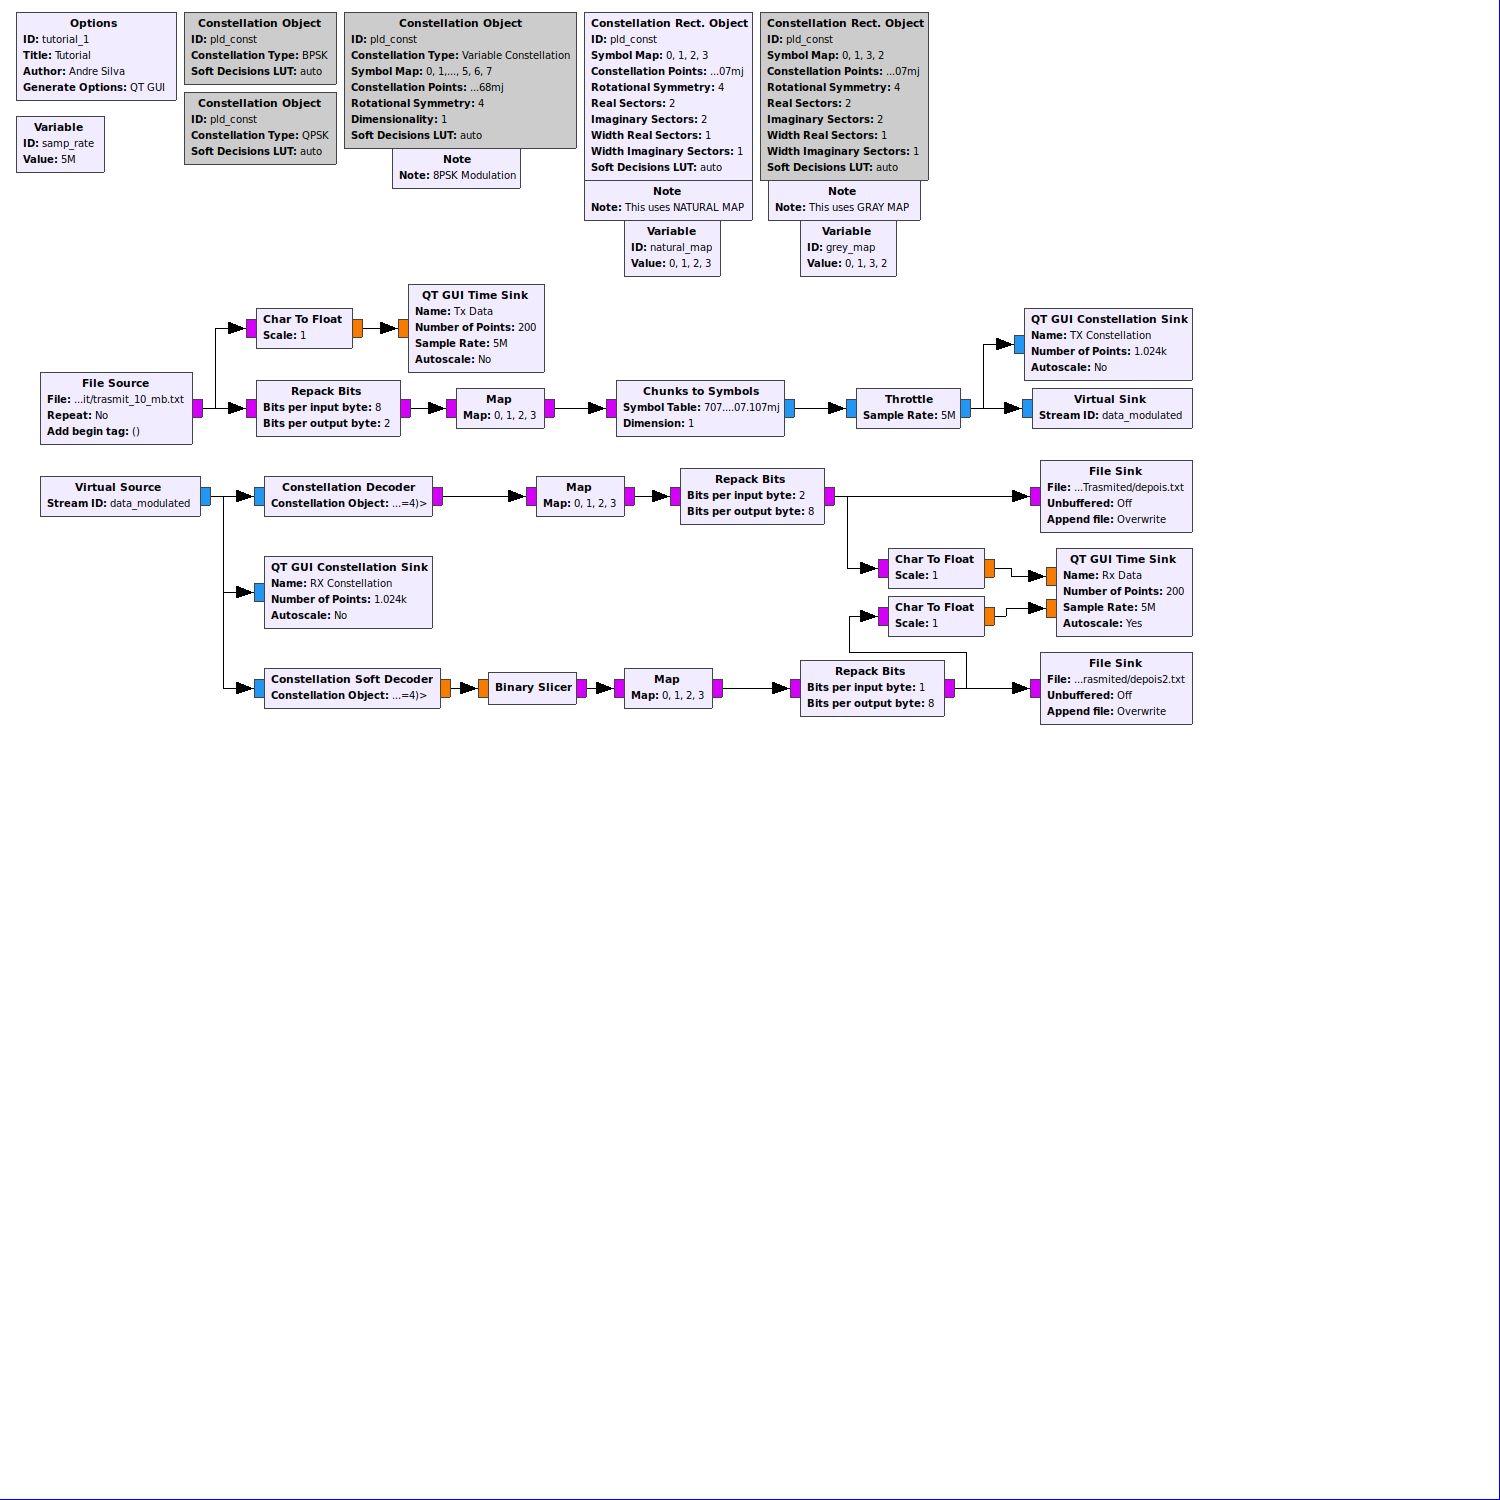 Options
ID: tutorial_1
Title: Tutorial
Author: Andre Silva
Generate Options: QT GUI
Variable
ID: samp_rate
Value: 5M
Constellation Object
ID: pld_const
Constellation Type: BPSK
Soft Decisions LUT: auto
Constellation Object
ID: pld_const
Constellation Type: QPSK
Soft Decisions LUT: auto
Constellation Object
ID: pld_const
Constellation Type: Variable Constellation
Symbol Map: 0, 1,..., 5, 6, 7
Constellation Points: ...68mj
Rotational Symmetry: 4
Dimensionality: 1
Soft Decisions LUT: auto
Note
Note: 8PSK Modulation
Constellation Rect. Object
ID: pld_const
Symbol Map: 0, 1, 2, 3
Constellation Points: ...07mj
Rotational Symmetry: 4
Real Sectors: 2
Imaginary Sectors: 2
Width Real Sectors: 1
Width Imaginary Sectors: 1
Soft Decisions LUT: auto
Note
Note: This uses NATURAL MAP
Variable
ID: natural_map
Value: 0, 1, 2, 3
Constellation Rect. Object
ID: pld_const
Symbol Map: 0, 1, 3, 2
Constellation Points: ...07mj
Rotational Symmetry: 4
Real Sectors: 2
Imaginary Sectors: 2
Width Real Sectors: 1
Width Imaginary Sectors: 1
Soft Decisions LUT: auto
Note
Note: This uses GRAY MAP
Variable
ID: grey_map
Value: 0, 1, 3, 2
Char To Float
Scale: 1
QT GUI Time Sink
Name: Tx Data
Number of Points: 200
Sample Rate: 5M
Autoscale: No
QT GUI Constellation Sink
Name: TX Constellation
Number of Points: 1.024k
Autoscale: No
File Source
File: ...it/trasmit_10_mb.txt
Repeat: No
Add begin tag: ()
Repack Bits
Bits per input byte: 8
Bits per output byte: 2
Map
Map: 0, 1, 2, 3
Chunks to Symbols
Symbol Table: 707....07.107mj
Dimension: 1
Throttle
Sample Rate: 5M
Virtual Sink
Stream ID: data_modulated
Virtual Source
Stream ID: data_modulated
Constellation Decoder
Constellation Object: ...=4)>
Map
Map: 0, 1, 2, 3
Repack Bits
Bits per input byte: 2
Bits per output byte: 8
File Sink
File: ...Trasmited/depois.txt
Unbuffered: Off
Append file: Overwrite
QT GUI Constellation Sink
Name: RX Constellation
Number of Points: 1.024k
Autoscale: No
Char To Float
Scale: 1
Char To Float
Scale: 1
QT GUI Time Sink
Name: Rx Data
Number of Points: 200
Sample Rate: 5M
Autoscale: Yes
Constellation Soft Decoder
Constellation Object: ...=4)>
Binary Slicer
Map
Map: 0, 1, 2, 3
Repack Bits
Bits per input byte: 1
Bits per output byte: 8
File Sink
File: ...rasmited/depois2.txt
Unbuffered: Off
Append file: Overwrite